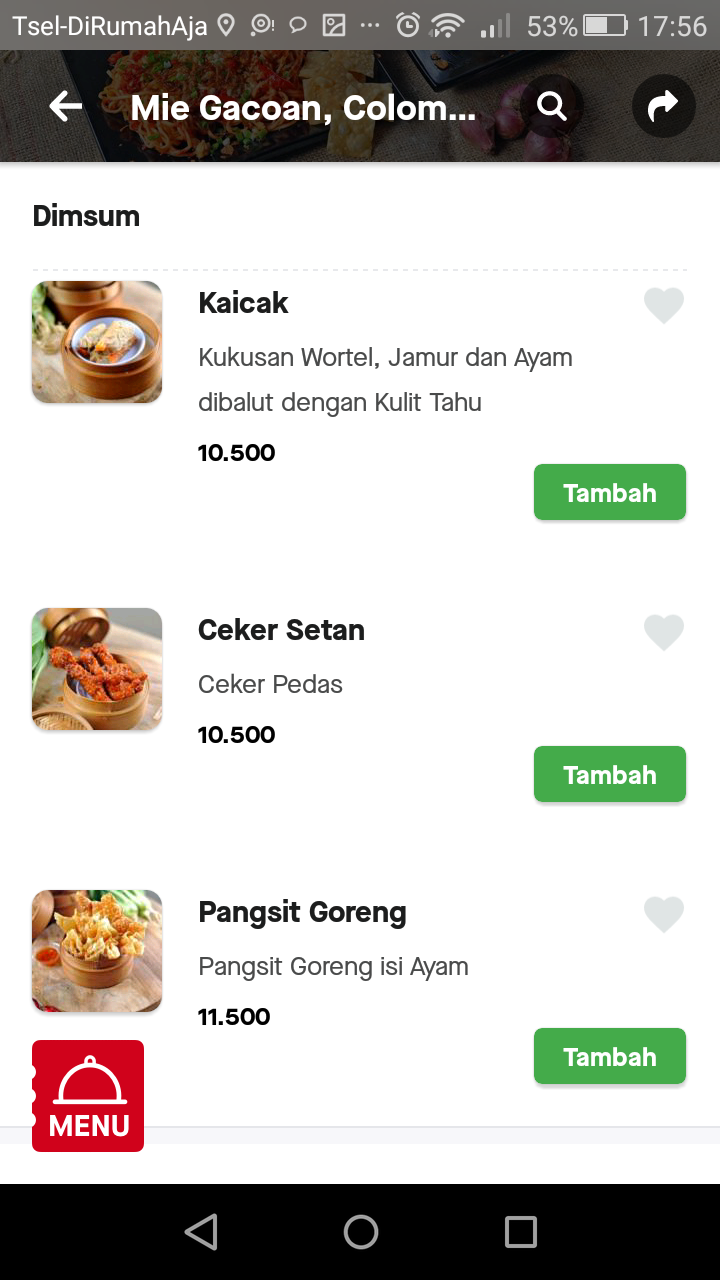 Tsel-DiRumahAja 53% 17:56
Mie Gacoan, Colom...
Dimsum
Kaicak
Kukusan Wortel, Jamur dan Ayam
dibalut dengan Kulit Tahu
10.500
Tambah
Ceker Setan
Ceker Pedas
10.500
Tambah
Pangsit Goreng
Pangsit Goreng isi Ayam
11.500
Tambah
MENU